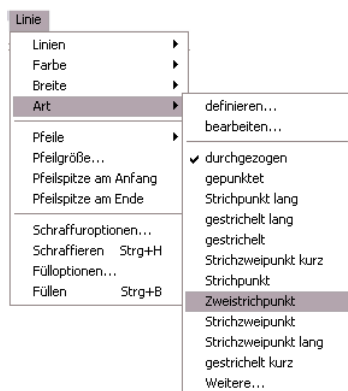 Linie
Linien
Farbe
Breite
Art
Pfeile
Pfeilgröße...
Pfeilspitze am Anfang
Pfeilspitze am Ende
Schraffuroptionen...
Schraffieren Strg+H
Fülloptionen...
Füllen Strg+B
definieren...
bearbeiten...
durchgezogen
gepunktet
Strichpunkt lang
gestrichelt lang
gestrichelt
Strichzweipunkt kurz
Strichpunkt
Zweistrichpunkt
Strichzweipunkt
Strichzweipunkt lang
gestrichelt kurz
Weitere...